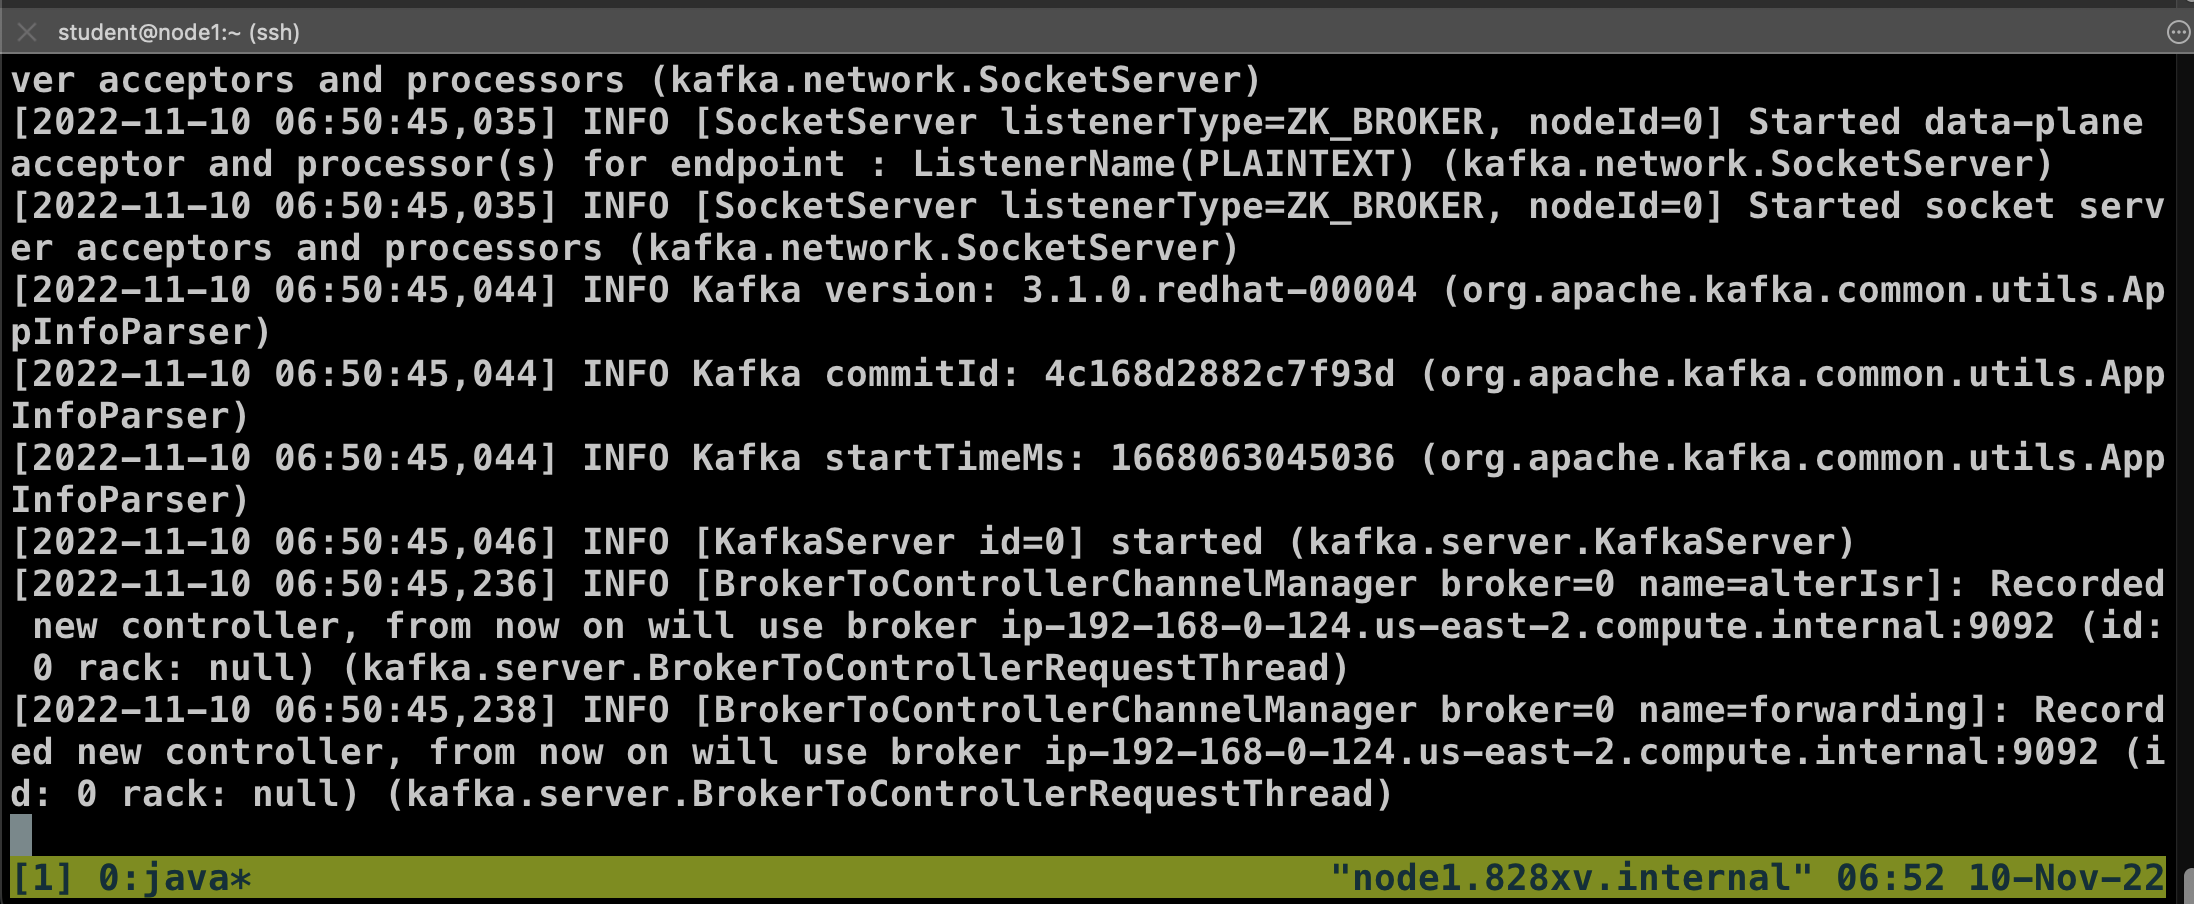 student@node1:~ (ssh)
ver acceptors and processors (kafka.network.SocketServer)
[2022-11-10 06:50:45,035] INFO [SocketServer listenerType=ZK_BROKER, nodeId=0] Started data-plane
acceptor and processor(s) for endpoint : ListenerName(PLAINTEXT) (kafka.network.SocketServer)
[2022-11-10 06:50:45,035] INFO [SocketServer listenerType=ZK_BROKER, nodeId=0] Started socket serv
er acceptors and processors (kafka.network.SocketServer)
[2022-11-10 06:50:45,044] INFO Kafka version: 3.1.0.redhat-00004 (org.apache.kafka.common.utils.Ap
pInfoParser)
[2022-11-10 06:50:45,044] INFO Kafka commitId: 4c168d2882c7f93d (org.apache.kafka.common.utils.App
InfoParser)
[2022-11-10 06:50:45,044] INFO Kafka startTimeMs: 1668063045036 (org.apache.kafka.common.utils.App
InfoParser)
[2022-11-10 06:50:45,046] INFO [KafkaServer id=0] started (kafka.server.KafkaServer)
[2022-11-10 06:50:45,236] INFO [BrokerToControllerChannelManager broker=0 name=alterIsr]: Recorded
 new controller, from now on will use broker ip-192-168-0-124.us-east-2.compute.internal:9092 (id:
 0 rack: null) (kafka.server.BrokerToControllerRequestThread)
[2022-11-10 06:50:45,238] INFO [BrokerToControllerChannelManager broker=0 name=forwarding]: Record
ed new controller, from now on will use broker ip-192-168-0-124.us-east-2.compute.internal:9092 (i
d: 0 rack: null) (kafka.server.BrokerToControllerRequestThread)
[1] 0:java* "node1.828xv.internal" 06:52 10-Nov-22